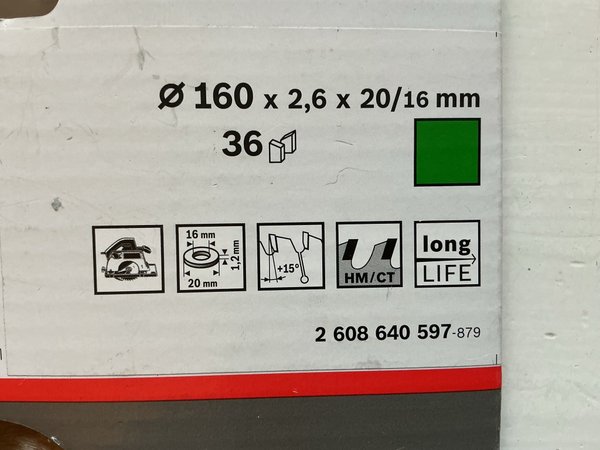 Ø 160 x 2,6 x 20/16 mm
36
16 mm
1,2 mm
20 mm
+15°
HM/CT
long
LIFE
2 608 640 597-879